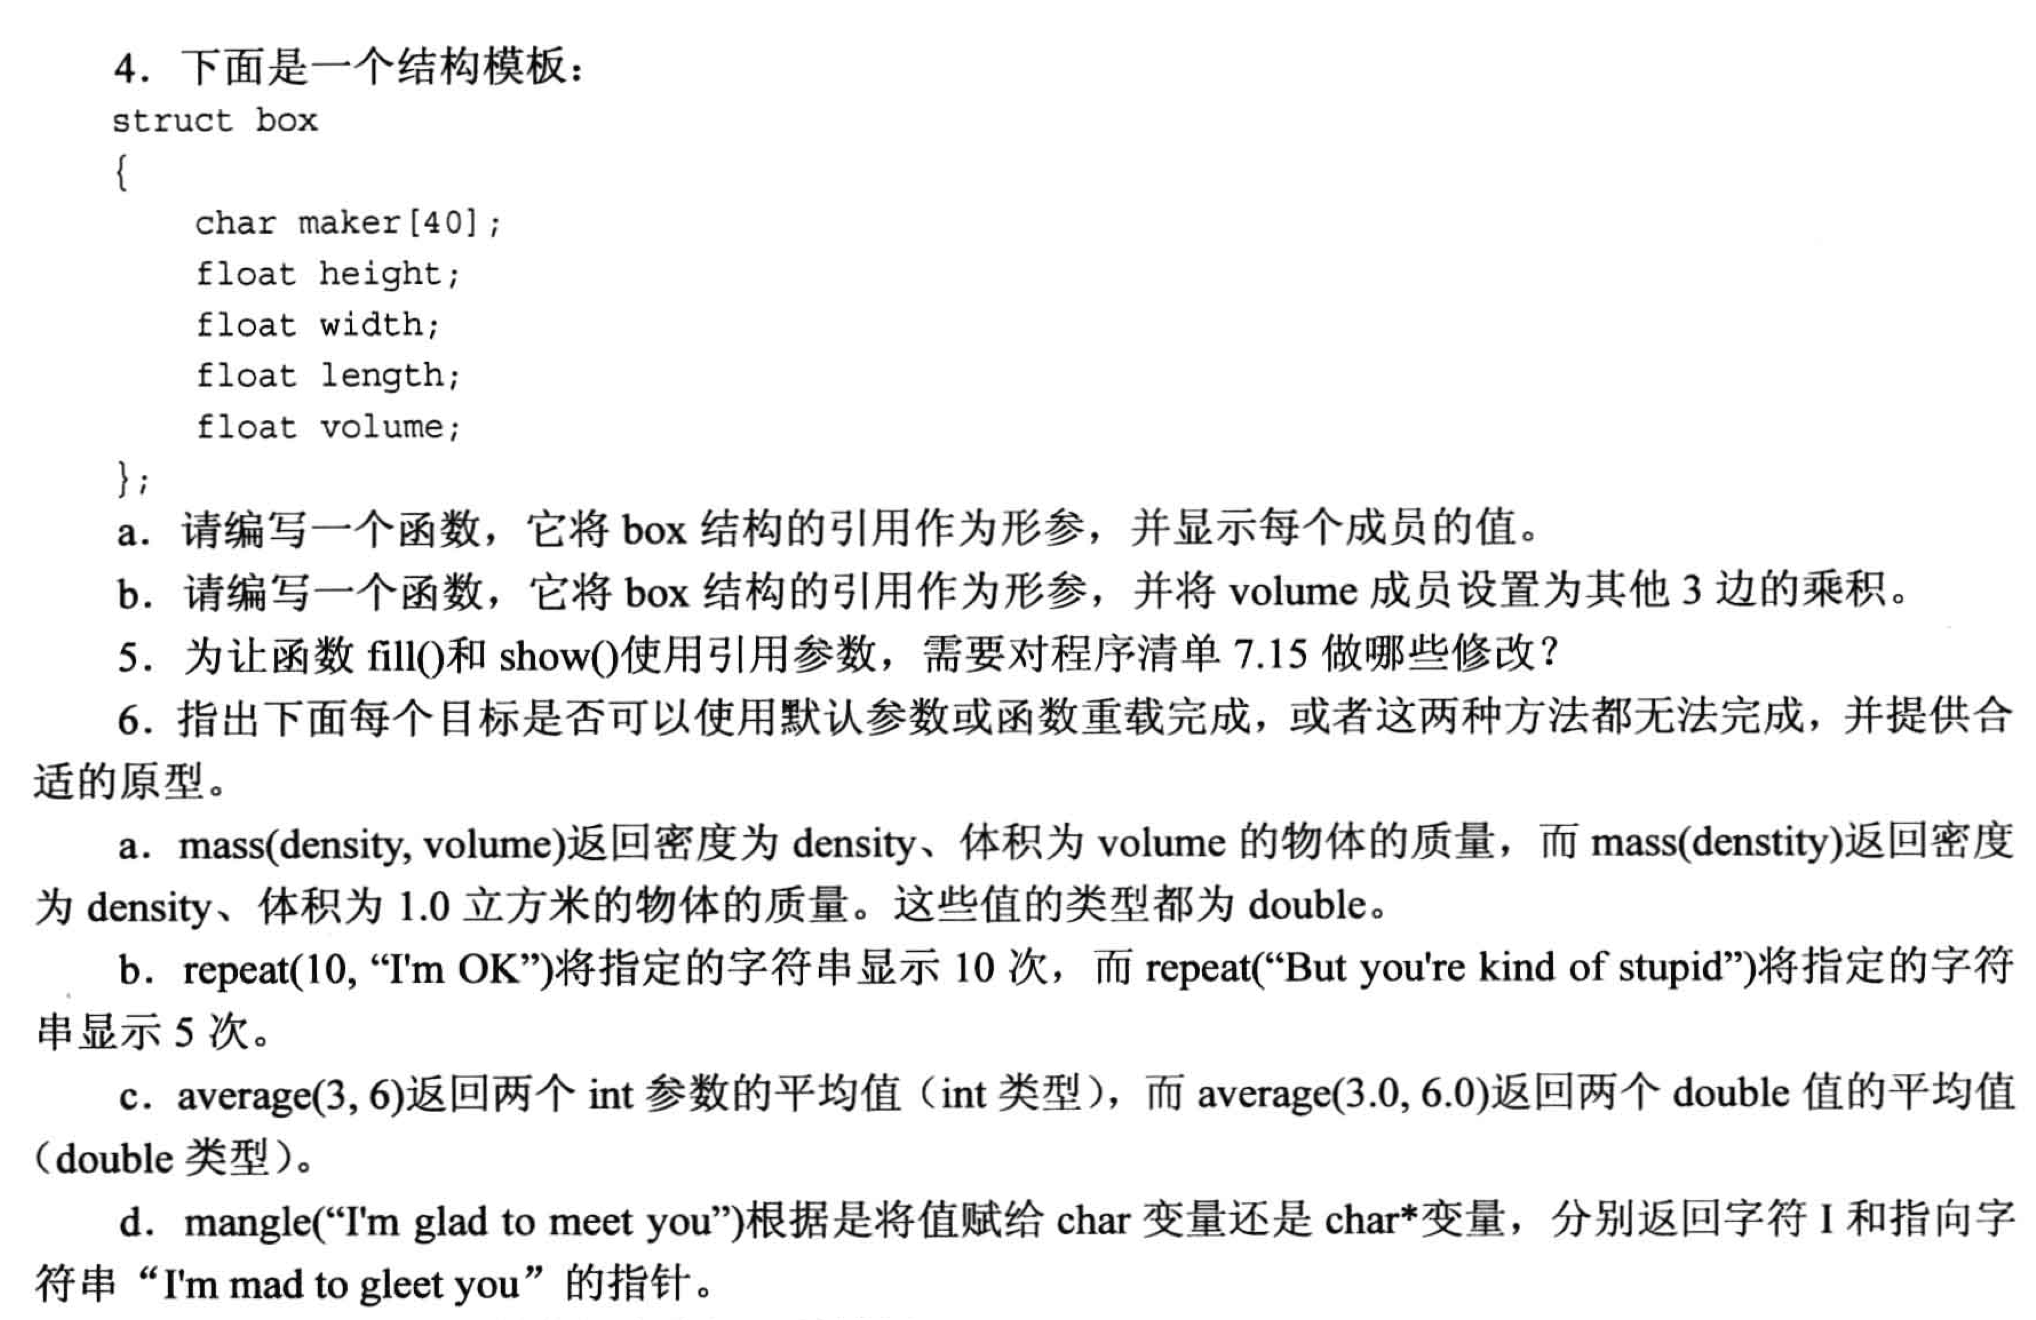 4．下面是一个结构模板：
struct box
{
char maker[40];
float height;
float width;
float length;
float volume;
};
a．请编写一个函数，它将 box 结构的引用作为形参，并显示每个成员的值。
b．请编写一个函数，它将 box 结构的引用作为形参，并将 volume 成员设置为其他 3 边的乘积。
5．为让函数 fill()和 show()使用引用参数，需要对程序清单 7.15 做哪些修改？
6．指出下面每个目标是否可以使用默认参数或函数重载完成，或者这两种方法都无法完成，并提供合
适的原型。
a．mass(density, volume)返回密度为 density、体积为 volume 的物体的质量，而 mass(denstity)返回密度
为 density、体积为 1.0 立方米的物体的质量。这些值的类型都为 double。
b．repeat(10, “I'm OK”)将指定的字符串显示 10 次，而 repeat(“But you're kind of stupid”)将指定的字符
串显示 5 次。
c．average(3, 6)返回两个 int 参数的平均值（int 类型），而 average(3.0, 6.0)返回两个 double 值的平均值
（double 类型）。
d．mangle(“I'm glad to meet you”)根据是将值赋给 char 变量还是 char*变量，分别返回字符 I 和指向字
符串“I'm mad to gleet you”的指针。